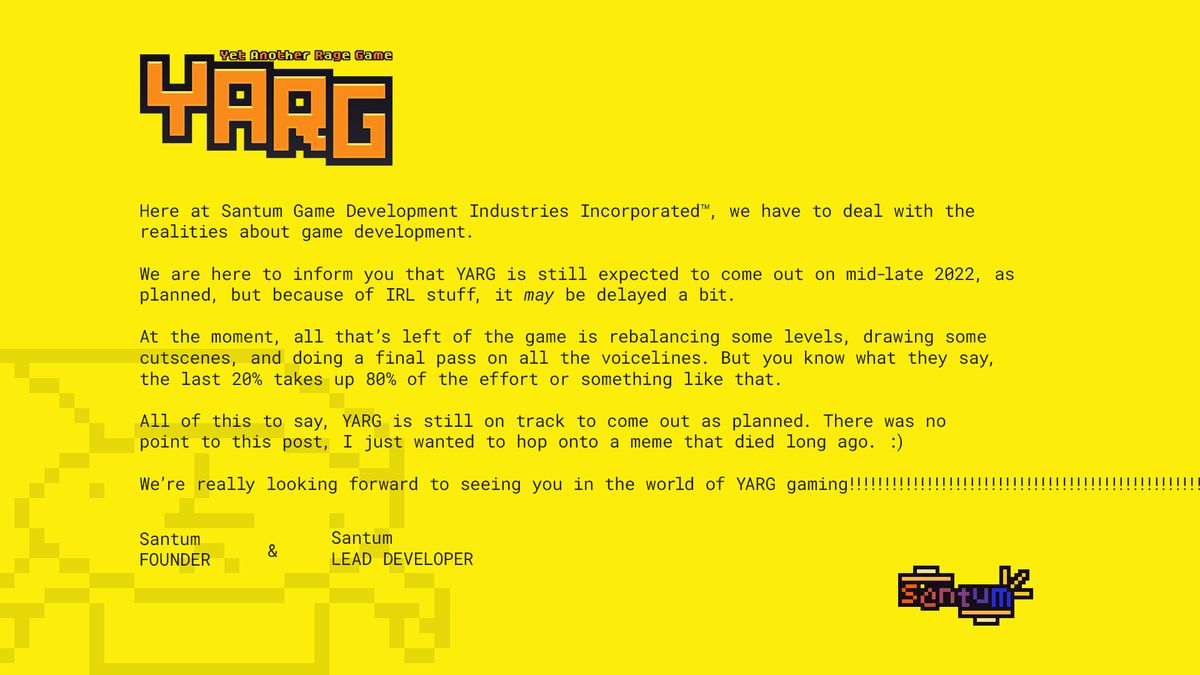 Yet Another Rage Game
YARG
Here at Santum Game Development Industries Incorporated™, we have to deal with the
realities about game development.
We are here to inform you that YARG is still expected to come out on mid-late 2022, as
planned, but because of IRL stuff, it may be delayed a bit.
At the moment, all that’s left of the game is rebalancing some levels, drawing some
cutscenes, and doing a final pass on all the voicelines. But you know what they say,
the last 20% takes up 80% of the effort or something like that.
All of this to say, YARG is still on track to come out as planned. There was no
point to this post, I just wanted to hop onto a meme that died long ago. :)
We’re really looking forward to seeing you in the world of YARG gaming!!!!!!!!!!!!!!!!!!!!!!!!!!!!!!!!!!!!!!!!!!!!!!!!!!
Santum
FOUNDER
&
Santum
LEAD DEVELOPER
santum